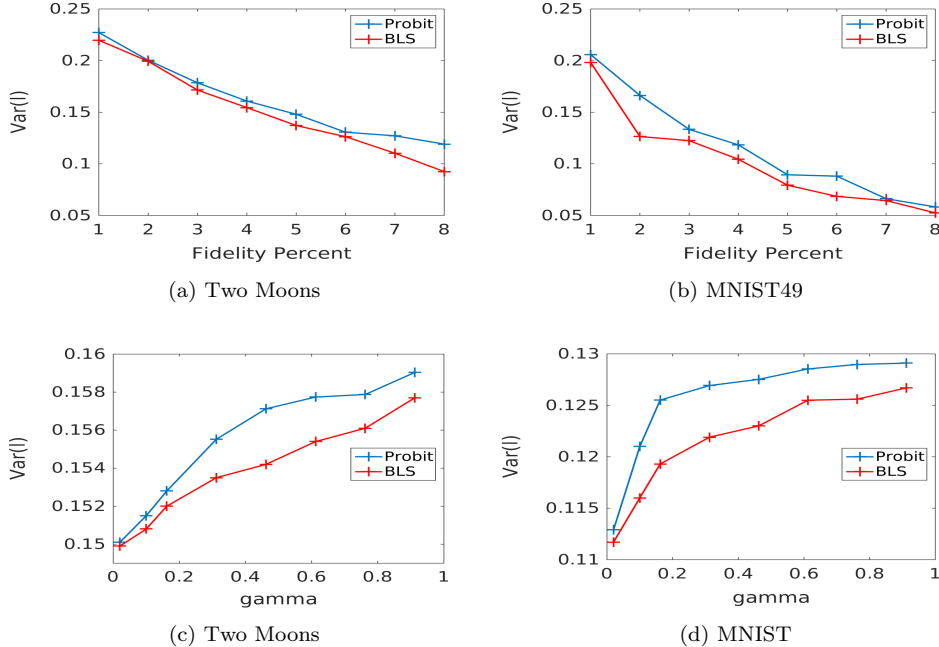 0.25
0.2
0.15
0.1
0.05
Var(l)
Probit
BLS
1 2 3 4 5 6 7 8
Fidelity Percent
(a) Two Moons
0.25
0.2
0.15
0.1
0.05
Var(l)
Probit
BLS
1 2 3 4 5 6 7 8
Fidelity Percent
(b) MNIST49
0.16
0.158
0.156
0.154
0.152
0.15
Var(l)
Probit
BLS
0 0.2 0.4 0.6 0.8 1
gamma
(c) Two Moons
0.13
0.125
0.12
0.115
0.11
Var(l)
Probit
BLS
0 0.2 0.4 0.6 0.8 1
gamma
(d) MNIST